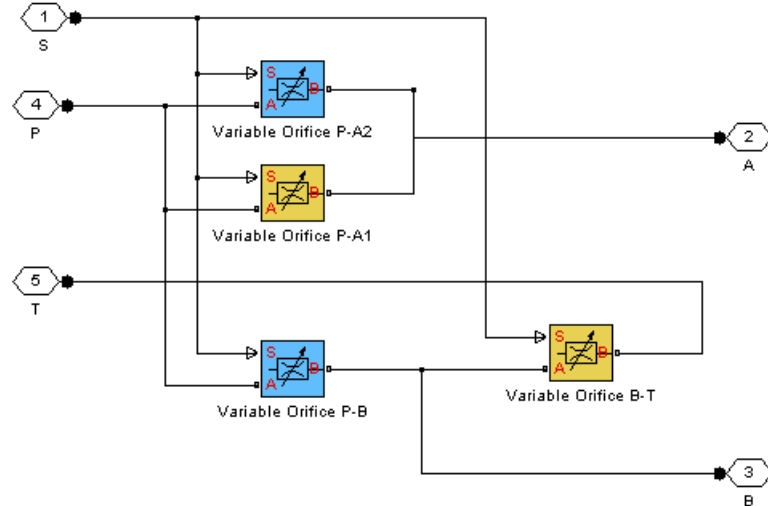 1
S
S
B
A
4
P
Variable Orifice P-A2
2
A
S
B
A
Variable Orifice P-A1
5
T
S
B
A
Variable Orifice P-B
S
B
A
Variable Orifice B-T
3
B